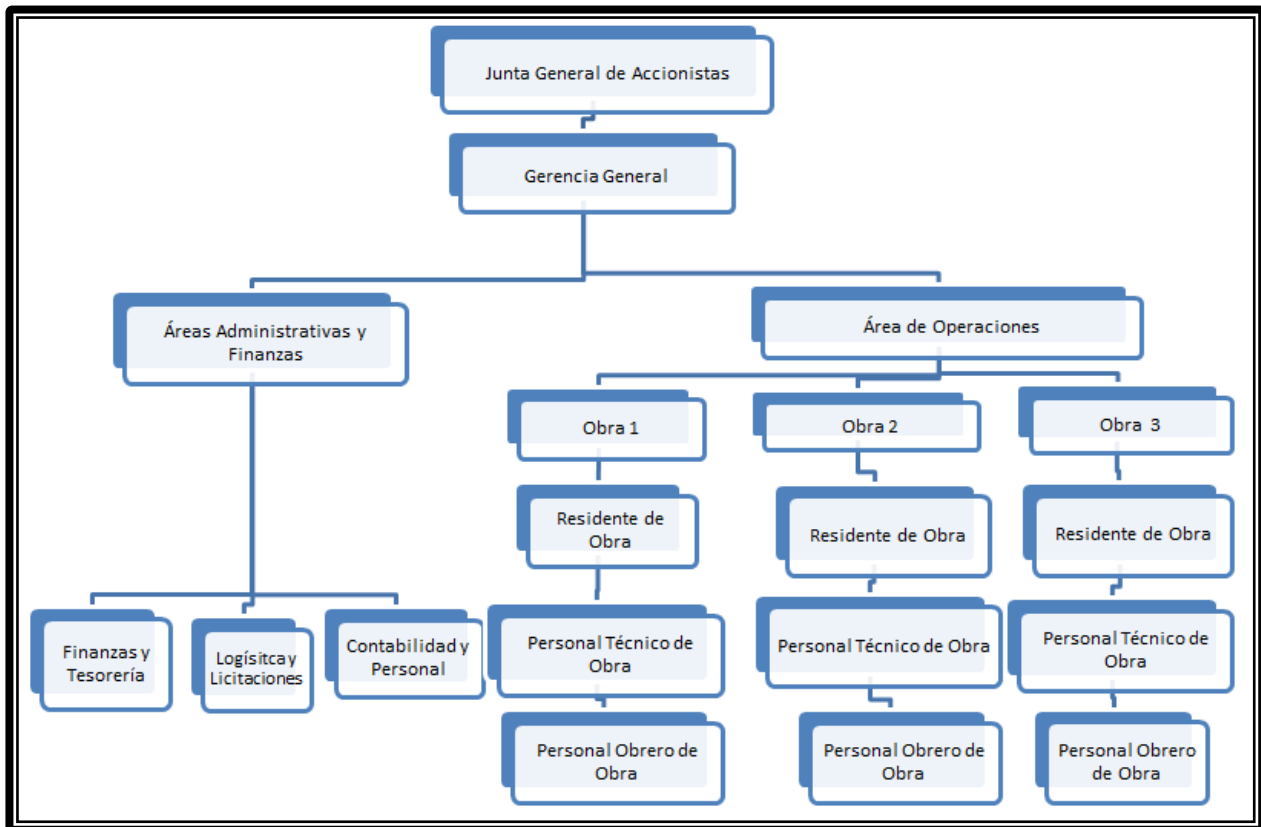 Junta General de Accionistas
Gerencia General
Áreas Administrativas y
Finanzas
Área de Operaciones
Obra 1
Obra 2
Obra 3
Residente de
Obra
Residente de Obra
Residente de Obra
Finanzas y
Tesorería
Logísitca y
Licitaciones
Contabilidad y
Personal
Personal Técnico de
Obra
Personal Técnico de Obra
Personal Técnico de
Obra
Personal Obrero de
Obra
Personal Obrero de
Obra
Personal Obrero
de Obra